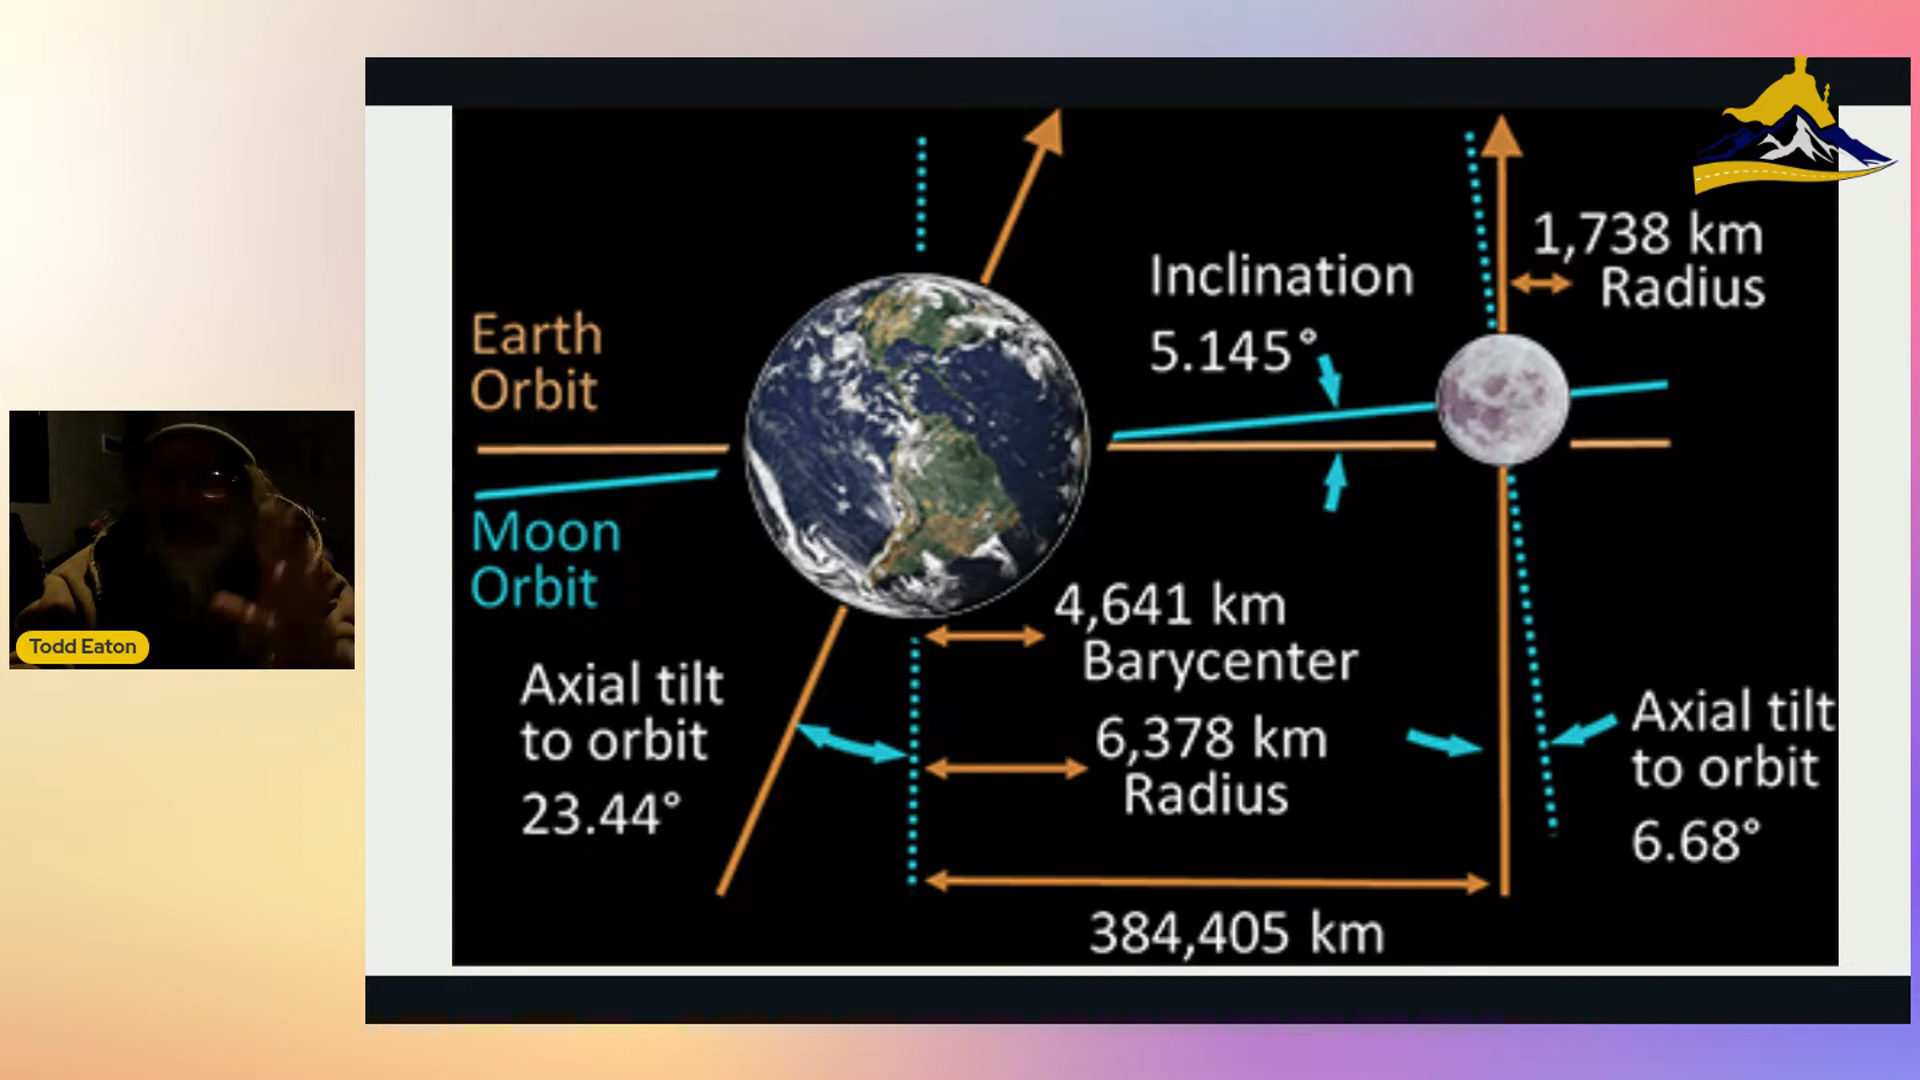 1,738 km
Radius
Inclination
5.145°
Earth
Orbit
Moon
Orbit
4,641 km
Barycenter
Axial tilt
to orbit
23.44°
6,378 km
Radius
Axial tilt
to orbit
6.68°
384,405 km
Todd Eaton